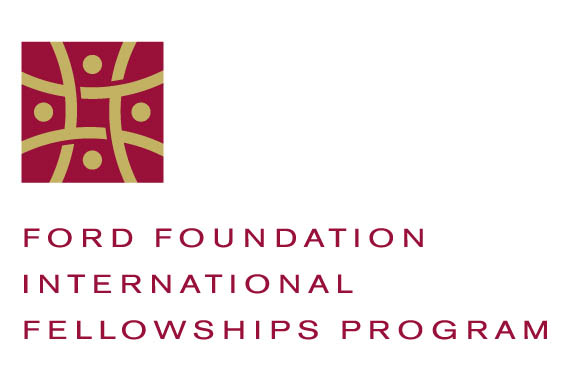 FORD FOUNDATION
INTERNATIONAL
FELLOWSHIPS PROGRAM